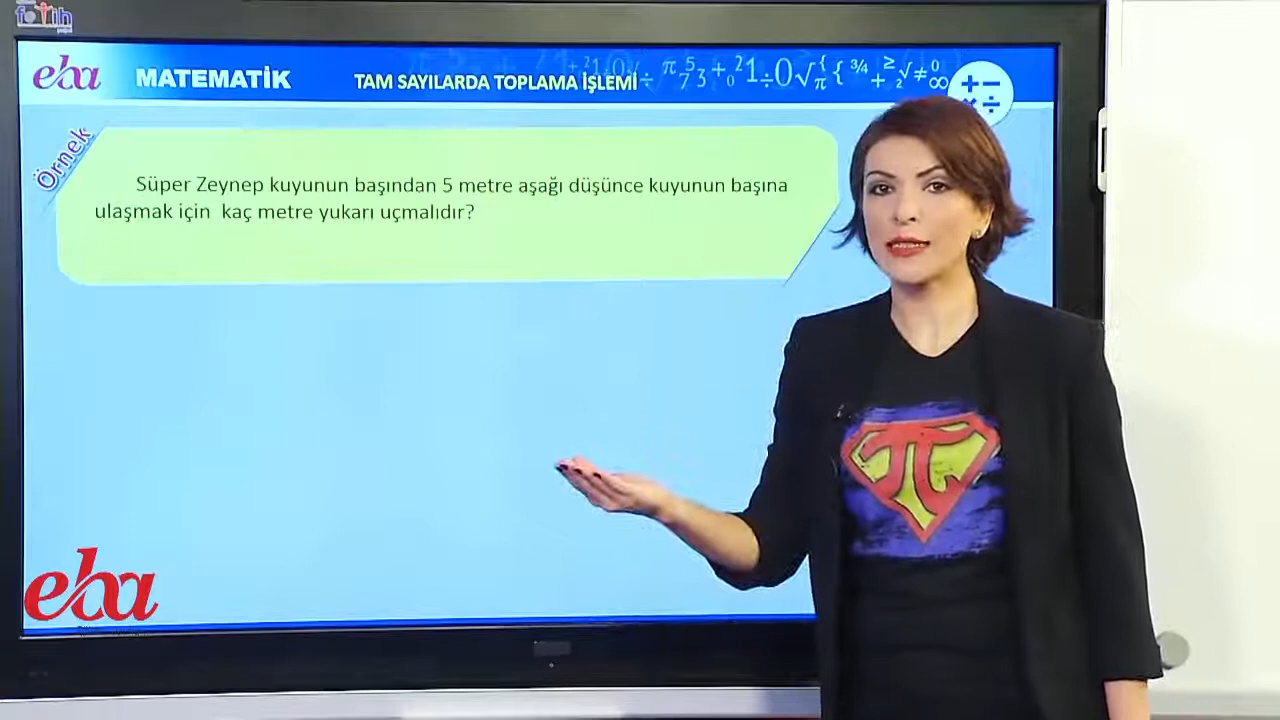 fatih
eba MATEMATİK TAM SAYILARDA TOPLAMA İŞLEMİ
Örnek
Süper Zeynep kuyunun başından 5 metre aşağı düşünce kuyunun başına
ulaşmak için kaç metre yukarı uçmalıdır?
π
eba